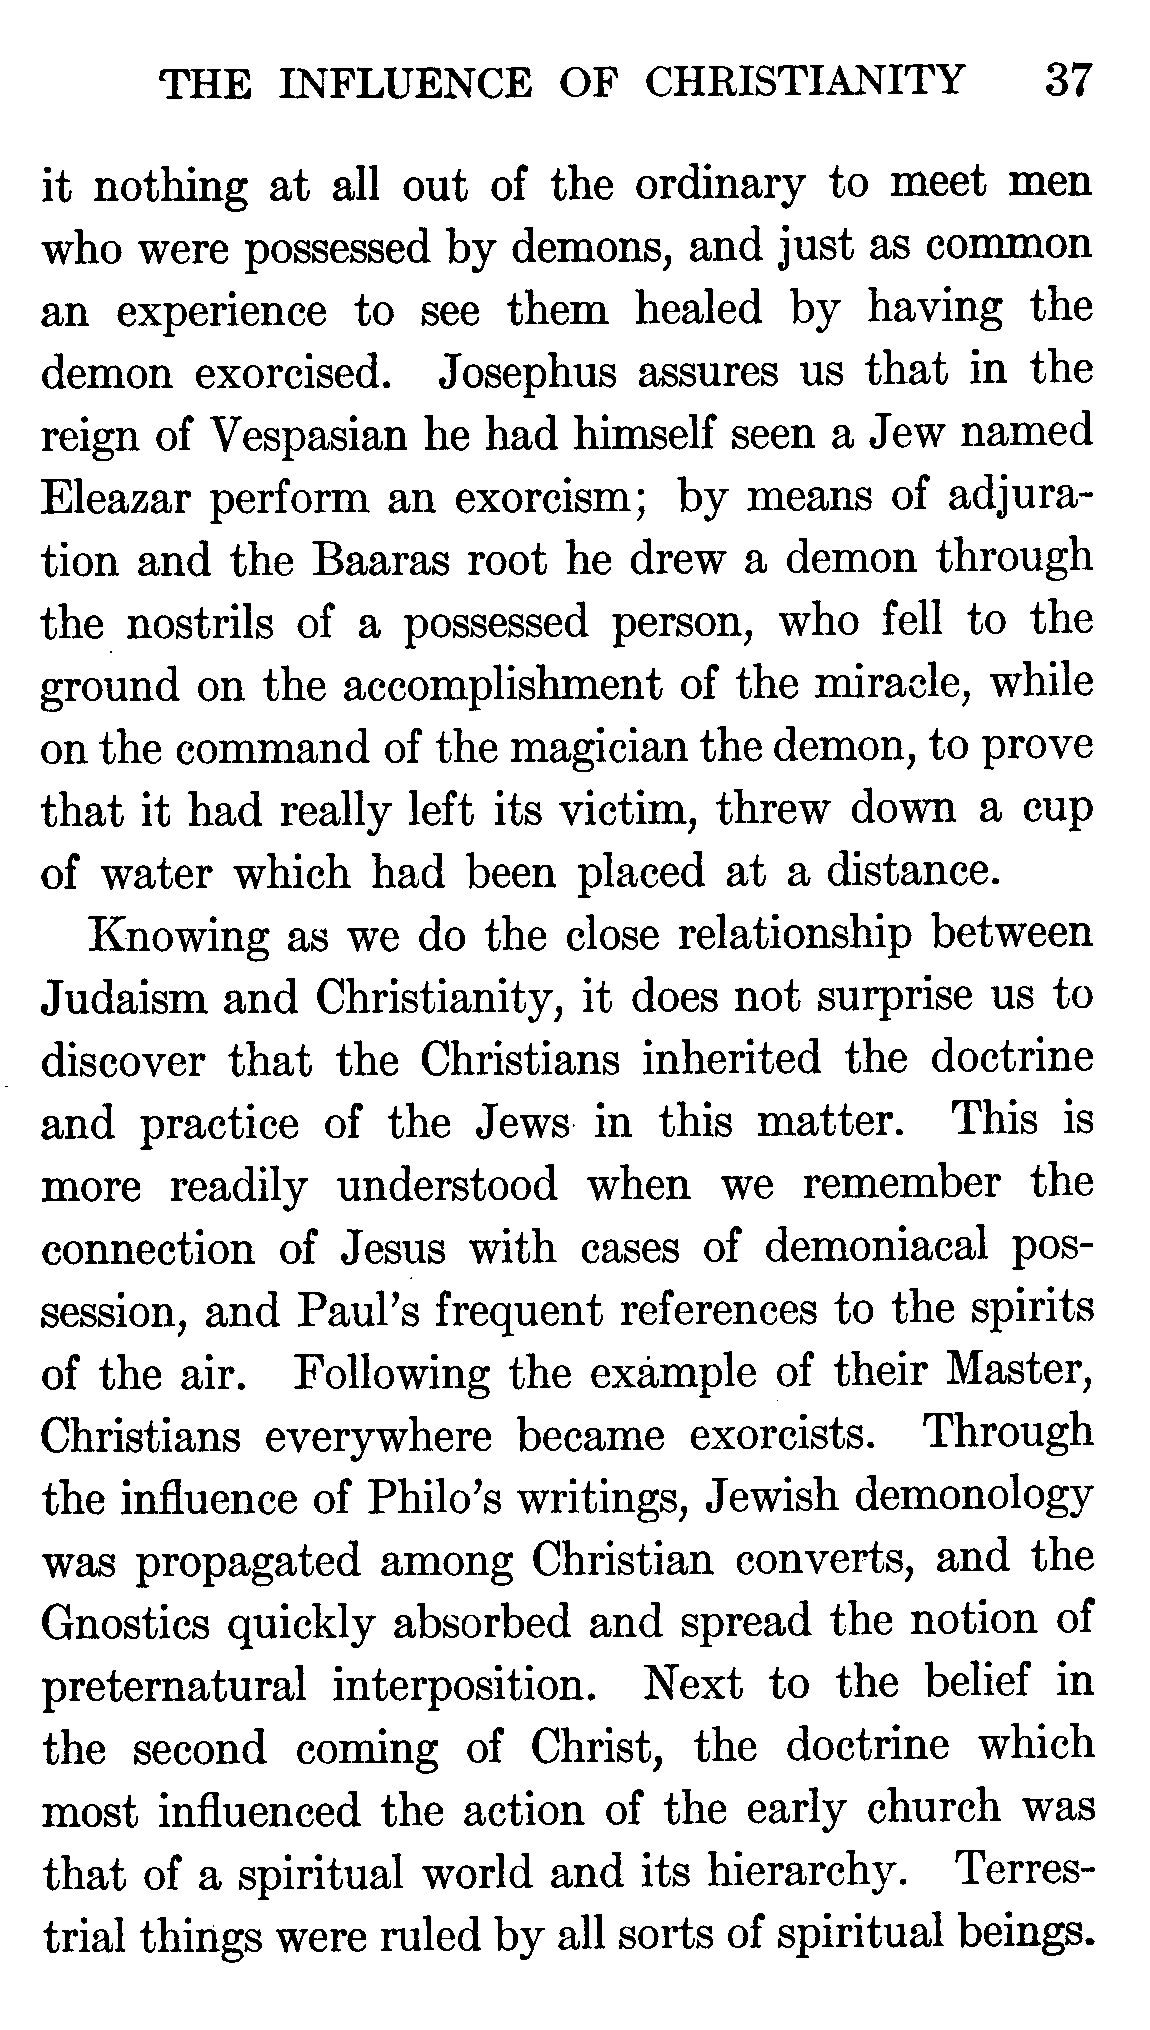 THE INFLUENCE OF CHRISTIANITY 37
it nothing at all out of the ordinary to meet men
who were possessed by demons, and just as common
an experience to see them healed by having the
demon exorcised. Josephus assures us that in the
reign of Vespasian he had himself seen a Jew named
Eleazar perform an exorcism; by means of adjura-
tion and the Baaras root he drew a demon through
the nostrils of a possessed person, who fell to the
ground on the accomplishment of the miracle, while
on the command of the magician the demon, to prove
that it had really left its victim, threw down a cup
of water which had been placed at a distance.
Knowing as we do the close relationship between
Judaism and Christianity, it does not surprise us to
discover that the Christians inherited the doctrine
and practice of the Jews in this matter. This is
more readily understood when we remember the
connection of Jesus with cases of demoniacal pos-
session, and Paul's frequent references to the spirits
of the air. Following the example of their Master,
Christians everywhere became exorcists. Through
the influence of Philo's writings, Jewish demonology
was propagated among Christian converts, and the
Gnostics quickly absorbed and spread the notion of
preternatural interposition. Next to the belief in
the second coming of Christ, the doctrine which
most influenced the action of the early church was
that of a spiritual world and its hierarchy. Terres-
trial things were ruled by all sorts of spiritual beings.